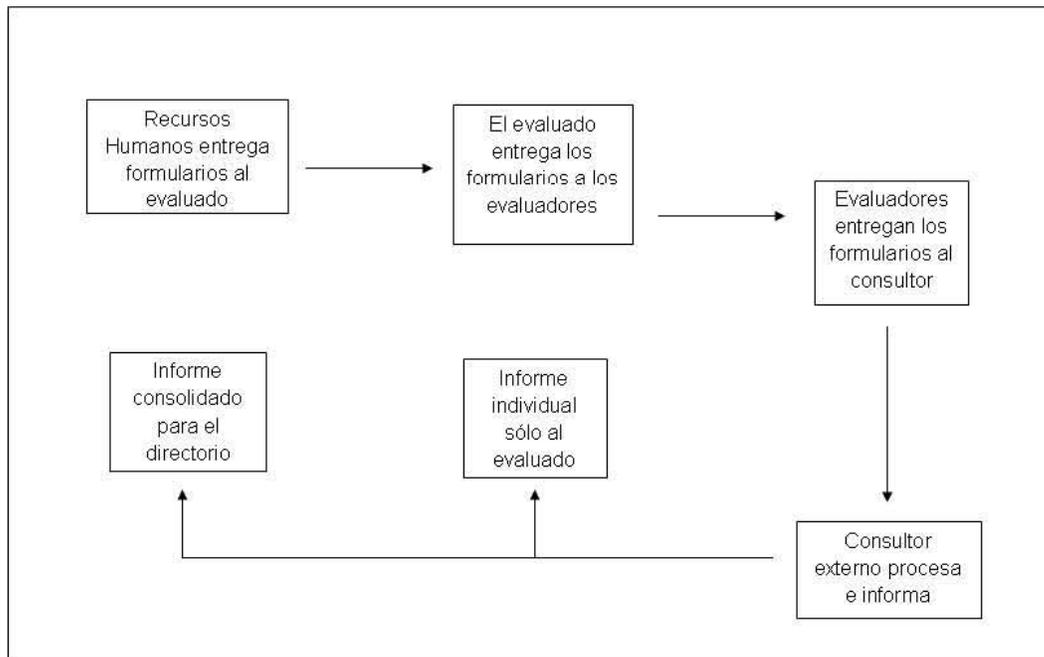 Recursos
Humanos entrega
formularios al
evaluado
El evaluado
entrega los
formularios a los
evaluadores
Evaluadores
entregan los
formularios al
consultor
Informe
consolidado
para el
directorio
Informe
individual
sólo al
evaluado
Consultor
externo procesa
e informa